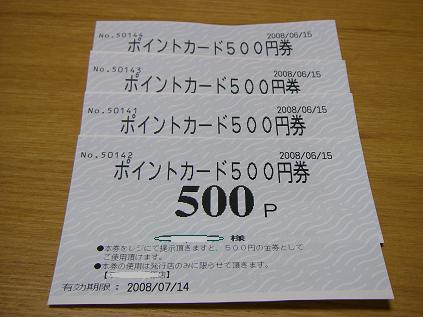 No.50144 2008/06/15
ポイントカード５００円券
No.50143 2008/06/15
ポイントカード５００円券
No.50141 2008/06/15
ポイントカード５００円券
No.50142 2008/06/15
ポイントカード５００円券
500 P
様
●本券をレジにて提示頂きますと、５００円の金券として
ご使用頂けます。
●本券の使用は発行店のみに限らせて頂きます。
【 店】
有効期限： 2008/07/14